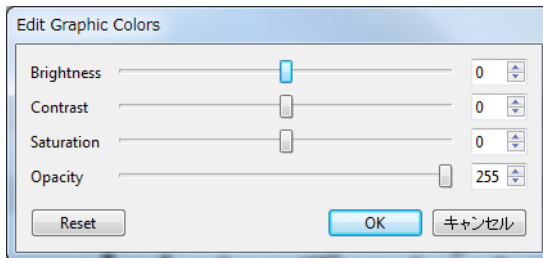 Edit Graphic Colors
Brightness 0
Contrast 0
Saturation 0
Opacity 255
Reset OK キャンセル